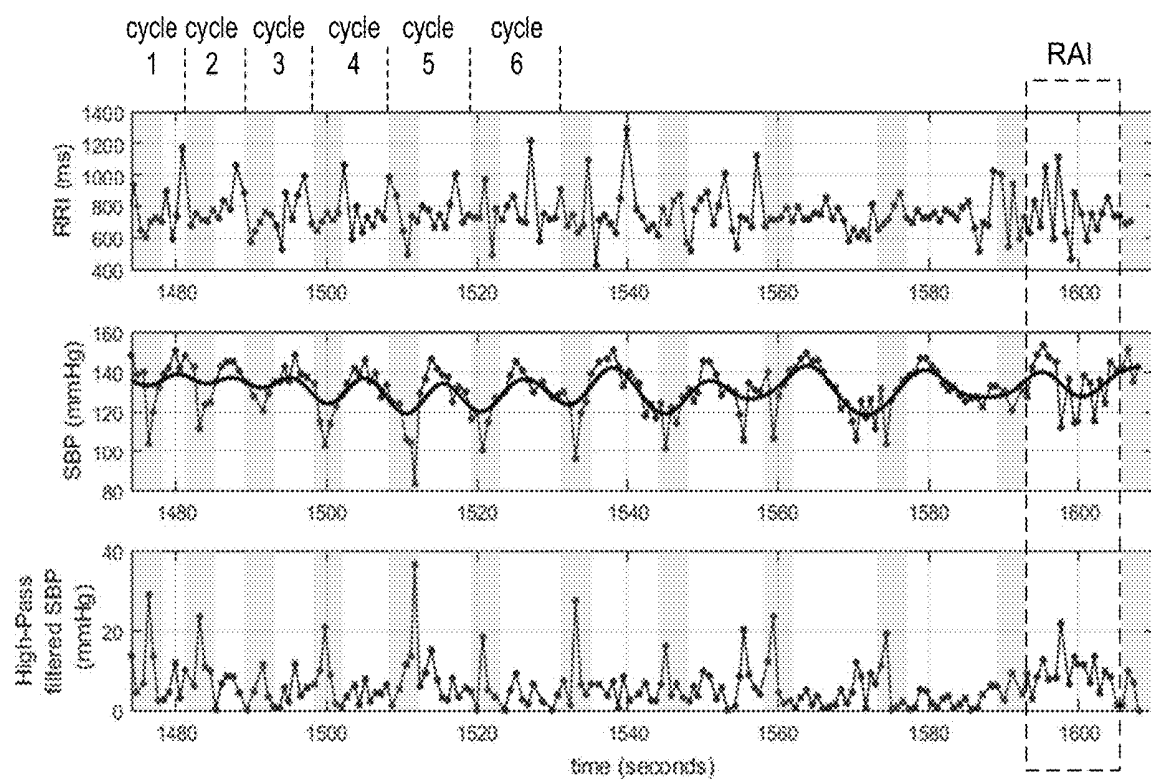 cycle cycle cycle cycle cycle cycle
1 2 3 4 5 6
RAI
RRI (ms)
1400
1200
1000
800
600
400
1480 1500 1520 1540 1560 1580 1600
SBP (mmHg)
160
140
120
100
80
1480 1500 1520 1540 1560 1580 1600
High-Pass
filtered SBP
(mmHg)
40
20
0
1480 1500 1520 1540 1560 1580 1600
time (seconds)